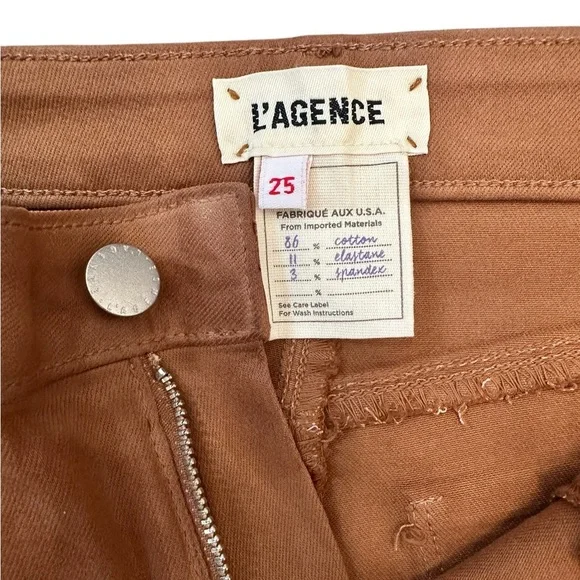 L'AGENCE
25
FABRIQUÉ AUX U.S.A.
From Imported Materials
86 % cotton
11 % elastane
3 % spandex
%
See Care Label
For Wash Instructions